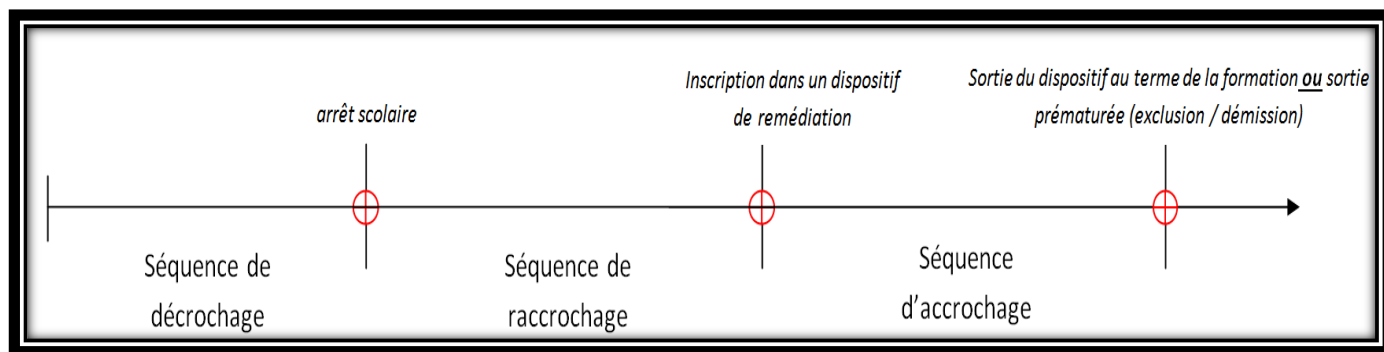 arrêt scolaire
Inscription dans un dispositif
de remédiation
Sortie du dispositif au terme de la formation ou sortie
prématurée (exclusion / démission)
Séquence de
décrochage
Séquence de
raccrochage
Séquence
d’accrochage